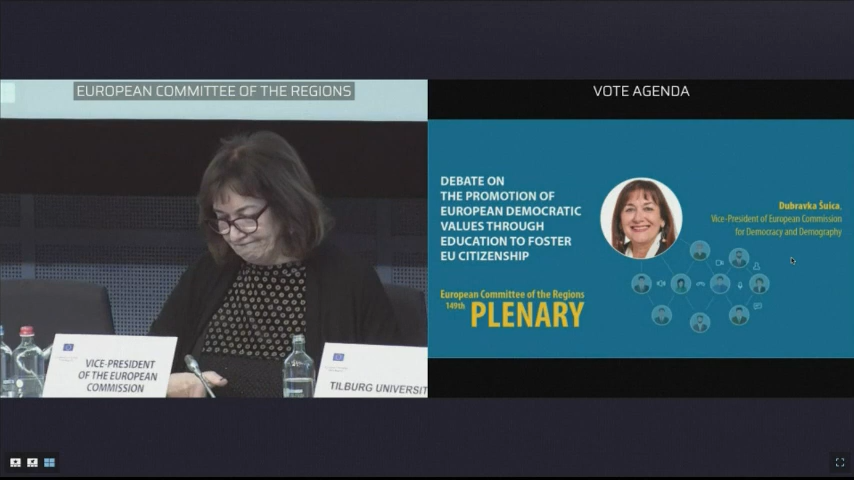 EUROPEAN COMMITTEE OF THE REGIONS
VICE-PRESIDENT
OF THE EUROPEAN
COMMISSION
TILBURG UNIVERSIT
VOTE AGENDA
DEBATE ON
THE PROMOTION OF
EUROPEAN DEMOCRATIC
VALUES THROUGH
EDUCATION TO FOSTER
EU CITIZENSHIP
European Committee of the Regions
149th PLENARY
Dubravka Šuica,
Vice-President of European Commission
for Democracy and Demography